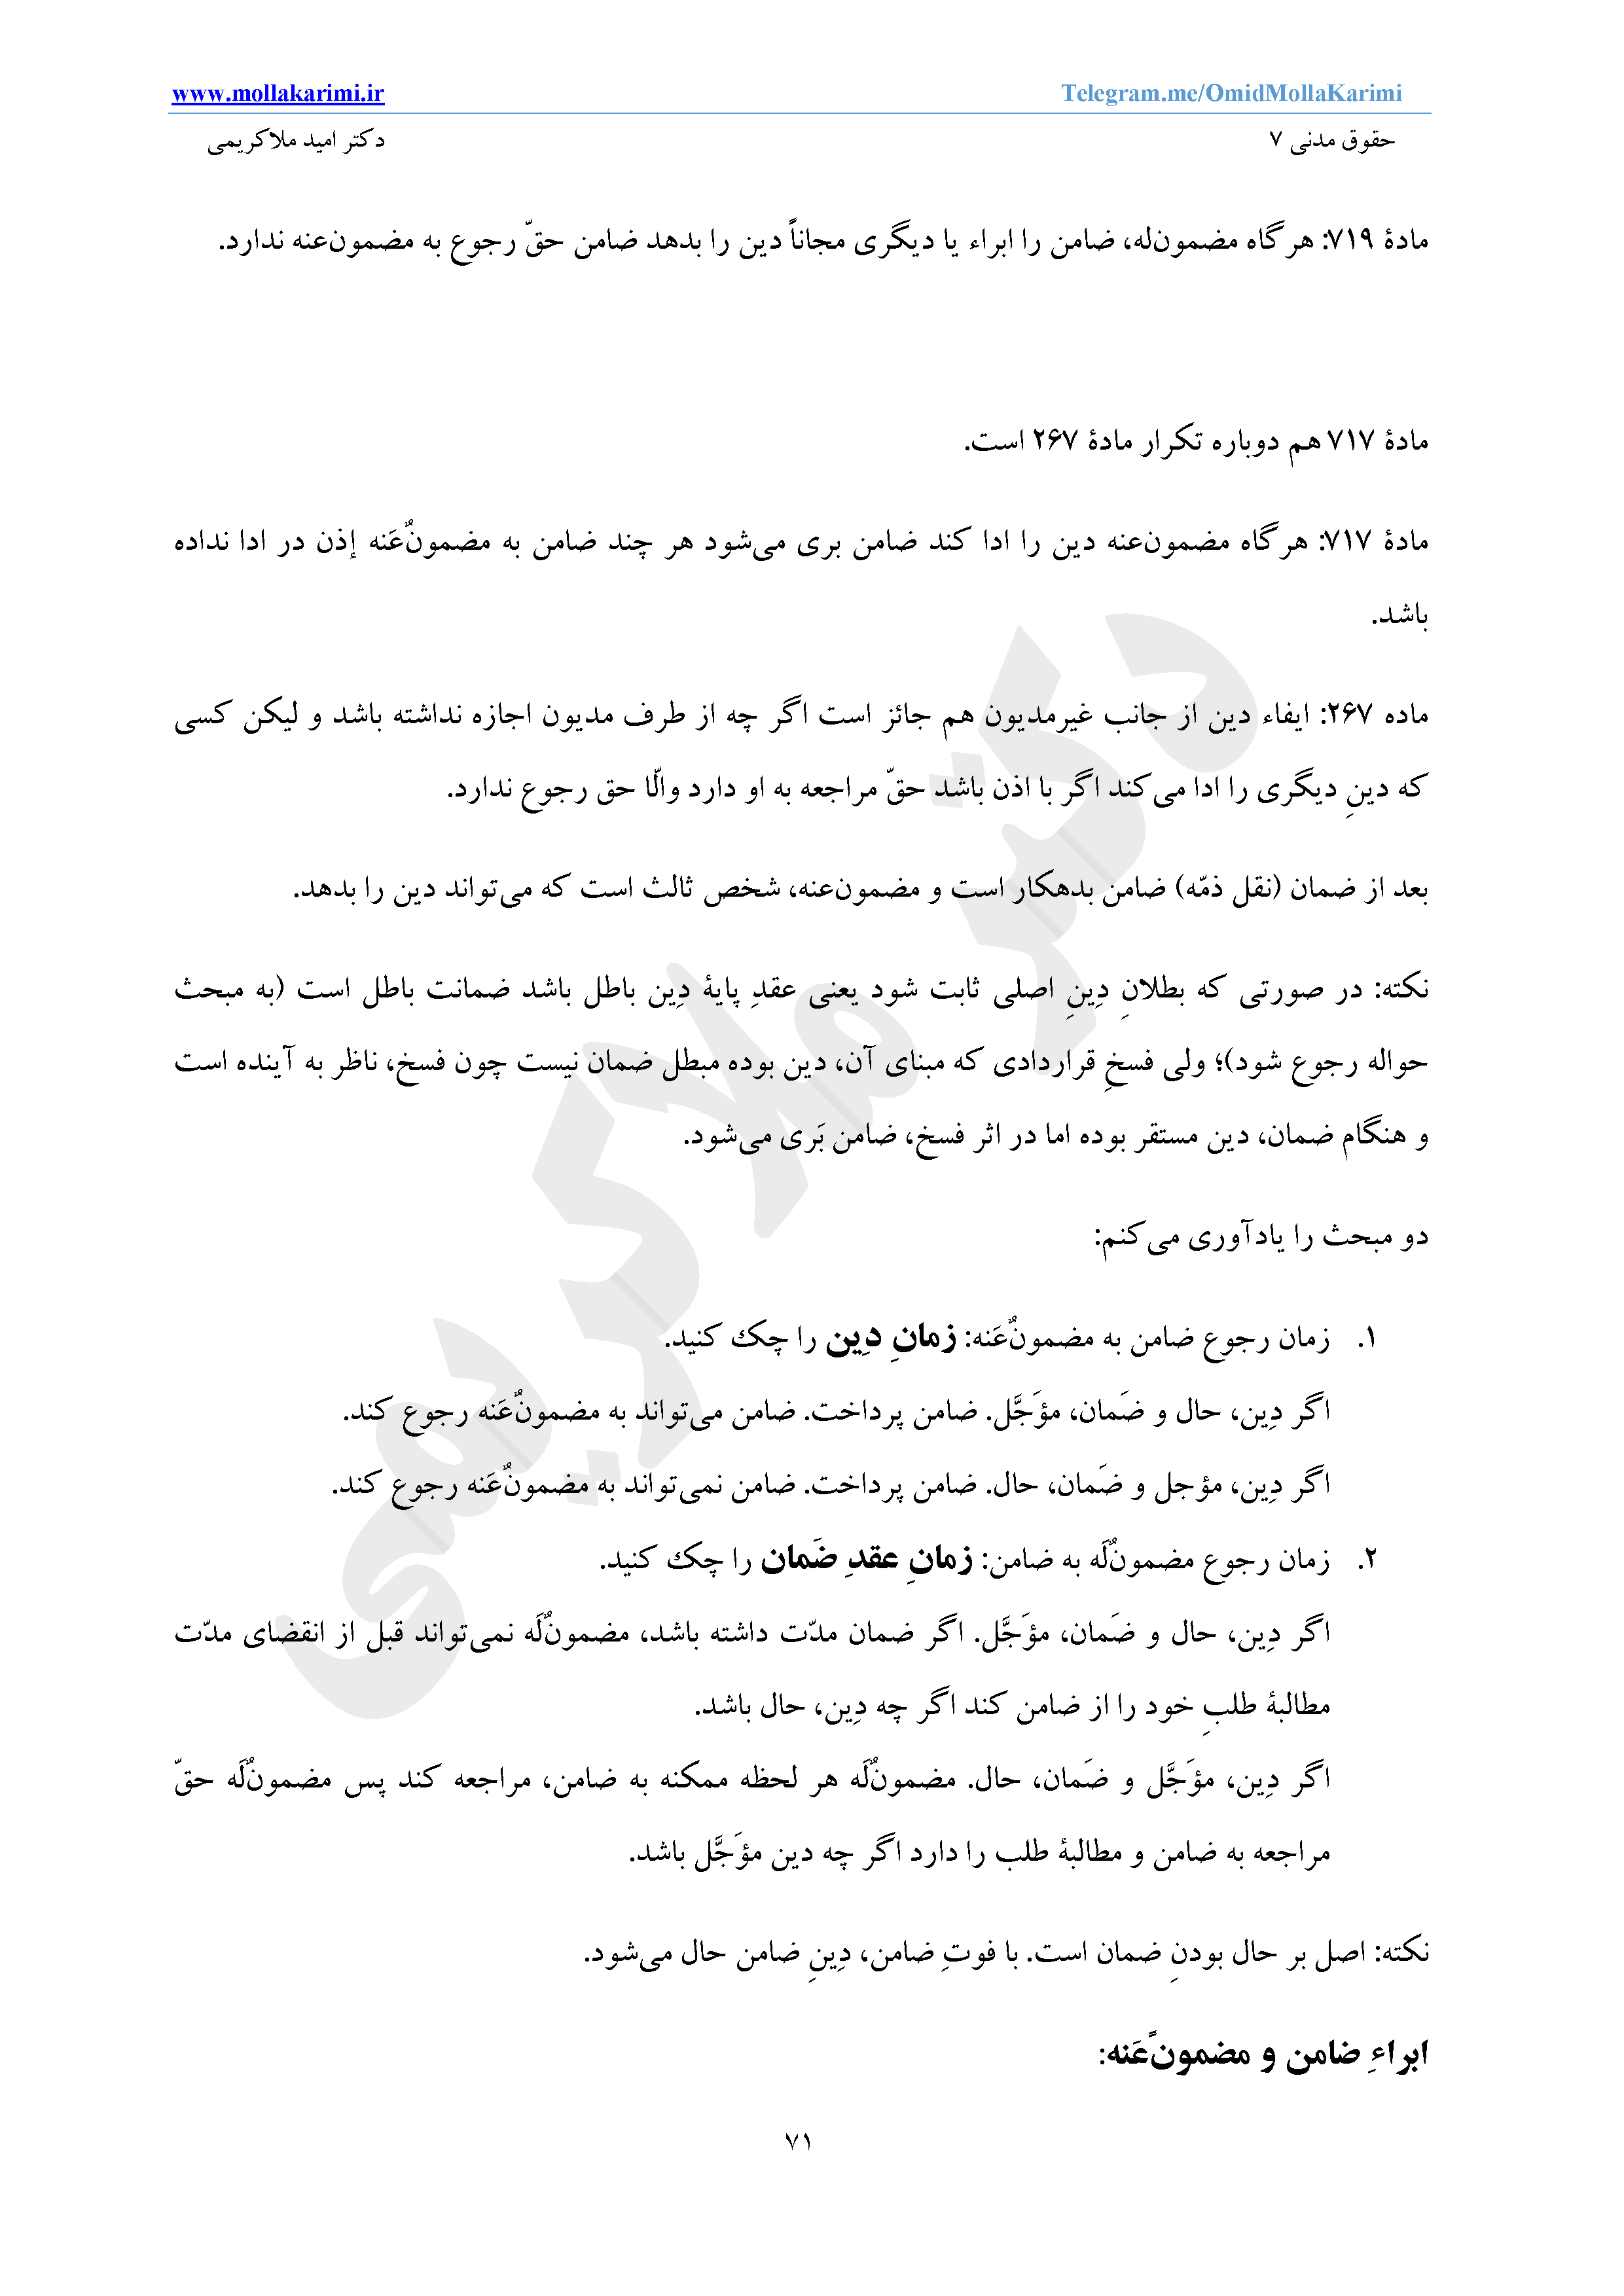 www.mollakarimi.ir Telegram.me/OmidMollaKarimi
حقوق مدنی ۷ دکتر امید ملاکریمی
مادۀ ۷۱۹: هرگاه مضمون‌له، ضامن را ابراء یا دیگری مجاناً دین را بدهد ضامن حقّ رجوع به مضمون‌عنه ندارد.
مادۀ ۷۱۷ هم دوباره تکرار مادۀ ۲۶۷ است.
مادۀ ۷۱۷: هرگاه مضمون‌عنه دین را ادا کند ضامن بری می‌شود هر چند ضامن به مضمونٌ‌عَنه إذن در ادا نداده
باشد.
ماده ۲۶۷: ایفاء دین از جانب غیرمدیون هم جائز است اگر چه از طرف مدیون اجازه نداشته باشد و لیکن کسی
که دینِ دیگری را ادا می‌کند اگر با اذن باشد حقّ مراجعه به او دارد والّا حق رجوع ندارد.
بعد از ضمان (نقل ذمّه) ضامن بدهکار است و مضمون‌عنه، شخص ثالث است که می‌تواند دین را بدهد.
نکته: در صورتی که بطلانِ دِینِ اصلی ثابت شود یعنی عقدِ پایۀ دِین باطل باشد ضمانت باطل است (به مبحث
حواله رجوع شود)؛ ولی فسخِ قراردادی که مبنای آن، دین بوده مبطل ضمان نیست چون فسخ، ناظر به آینده است
و هنگام ضمان، دین مستقر بوده اما در اثر فسخ، ضامن بَری می‌شود.
دو مبحث را یادآوری می‌کنم:
۱. زمان رجوع ضامن به مضمونٌ‌عَنه: زمانِ دِین را چک کنید.
اگر دِین، حال و ضَمان، مؤَجَّل. ضامن پرداخت. ضامن می‌تواند به مضمونٌ‌عَنه رجوع کند.
اگر دِین، مؤجل و ضَمان، حال. ضامن پرداخت. ضامن نمی‌تواند به مضمونٌ‌عَنه رجوع کند.
۲. زمان رجوع مضمونٌ‌لَه به ضامن: زمانِ عقدِ ضَمان را چک کنید.
اگر دِین، حال و ضَمان، مؤَجَّل. اگر ضمان مدّت داشته باشد، مضمونٌ‌لَه نمی‌تواند قبل از انقضای مدّت
مطالبۀ طلبِ خود را از ضامن کند اگر چه دِین، حال باشد.
اگر دِین، مؤَجَّل و ضَمان، حال. مضمونٌ‌لَه هر لحظه ممکنه به ضامن، مراجعه کند پس مضمونٌ‌لَه حقّ
مراجعه به ضامن و مطالبۀ طلب را دارد اگر چه دین مؤَجَّل باشد.
نکته: اصل بر حال بودنِ ضمان است. با فوتِ ضامن، دِینِ ضامن حال می‌شود.
ابراءِ ضامن و مضمونً‌عَنه:
۷۱
دکتر ملاکریمی